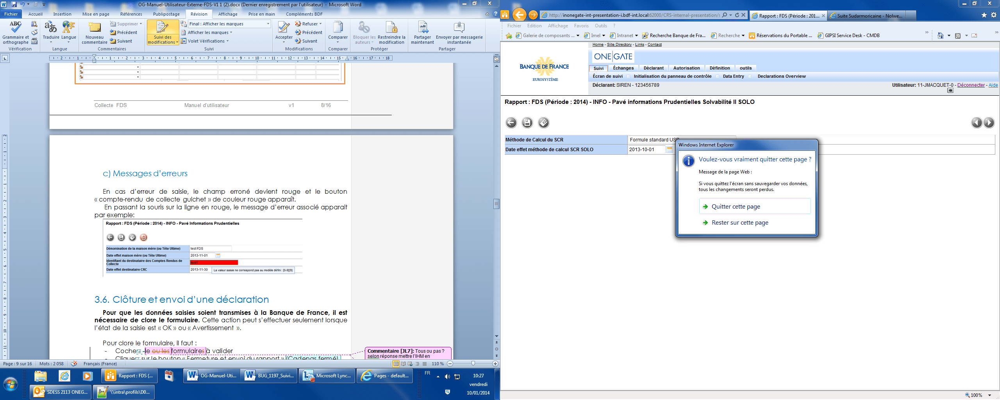 OG-Manuel-Utilisateur-Externe-FDS-V1 1 (2).docx (Dernier enregistrement par l'utilisateur) - Microsoft Word
Fichier Accueil Insertion Mise en page Références Publipostage Révision Affichage Prise en main Compléments BDF
Grammaire et orthographe
Traduire Langue
Nouveau commentaire
Supprimer
Précédent
Suivant
Suivi des modifications
Final : Afficher les marques
Afficher les marques
Volet Vérifications
Accepter
Refuser
Précédent
Suivant
Comparer
Bloquer les auteurs
Restreindre la modification
Partager maintenant
Envoyer par messagerie instantanée
Vérification Langue Commentaires Suivi Modifications Comparer Protéger Partager
Collecte FDS Manuel d'utilisateur v1 8/16
c) Messages d'erreurs
En cas d'erreur de saisie, le champ erroné devient rouge et le bouton
« compte-rendu de collecte guichet » de couleur rouge apparaît.
En passant la souris sur la ligne en rouge, le message d'erreur associé apparait
par exemple:
Rapport : FDS (Période : 2014) - INFO - Pavé Informations Prudentielles
Dénomination de la maison mère (ou Tête Ultime) test FDS
Date effet maison mère (ou Tête Ultime) 2013-11-01
Identifiant du destinataire des Comptes Rendus de
Collecte test1
Date effet destinataire CRC 2013-11-30 La valeur saisie ne correspond pas au modèle défini : [0-9]{9}
3.6. Clôture et envoi d'une déclaration
Pour que les données saisies soient transmises à la Banque de France, il est
nécessaire de clore le formulaire. Cette action peut s'effectuer seulement lorsque
l'état de la saisie est « OK » ou « Avertissement ».
Pour clore le formulaire, il faut :
- Cocherz -le ou les formulaires à valider
- Cliquerz sur le bouton « Fermeture et envoi du rapport » (Cadenas fermé)
Commentaire [JL7]: Tous ou pas ?
selon réponse mettre l'IHM en
Page : 9 sur 16 Mots : 2 058 Français (France) 110 %
Rapport : FDS (...
OG-Manuel-Uti...
BUG_1197_Suivi...
Microsoft Lync...
Pages - default...
SDESS 2113 ONEG...
\\intra\profils\D0...
FR
10:27
vendredi
10/01/2014
http://inonegate-int-presentation-i.bdf-int.local:62000/CRS-internal-presentation/s
Rapport : FDS (Période : 201...
Suite Sudarmoricaine - Nolwe...
Fichier Edition Affichage Favoris Outils ?
Galerie de composants ...
Imel
Intranet
Recherche Banque de Fra...
Recherche
Réservations du Portable ...
GIPSI Service Desk - CMDB
Home - Site Directory - Links - Contact
BANQUE DE FRANCE
EUROSYSTÈME
ONEGATE
Suivi Échanges Déclarant Autorisation Définition outils
Écran de suivi Initialisation du panneau de contrôle Data Entry Declarations Overview
Déclarant: SIREN - 123456789
Utilisateur: 11-JMACQUET-0 - Déconnecter - Aide
Rapport : FDS (Période : 2014) - INFO - Pavé informations Prudentielles Solvabilité II SOLO
Méthode de Calcul du SCR Formule standard USP
Date effet méthode de calcul SCR SOLO 2013-10-01
Windows Internet Explorer
Voulez-vous vraiment quitter cette page ?
Message de la page Web :
Si vous quittez l'écran sans sauvegarder vos données,
tous les changements seront perdus.
Quitter cette page
Rester sur cette page
100%